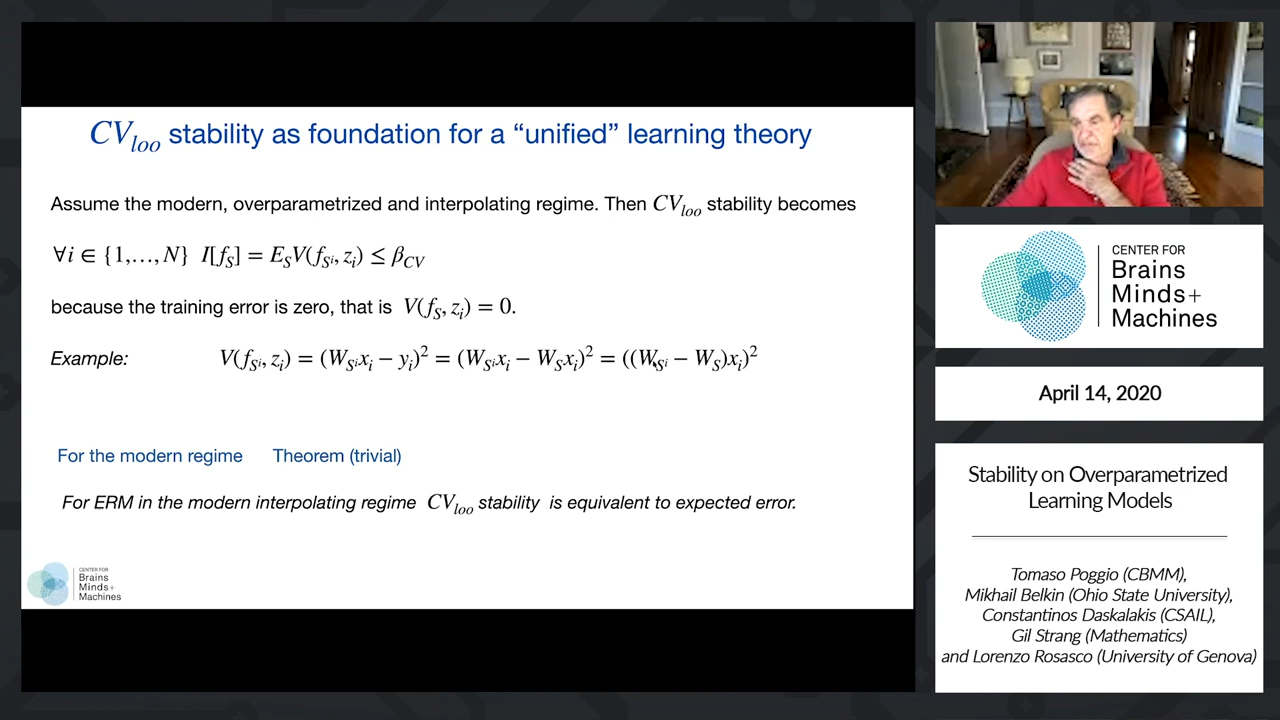 CV_loo stability as foundation for a “unified” learning theory
Assume the modern, overparametrized and interpolating regime. Then CV_loo stability becomes
∀i ∈ {1,…,N} I[f_S] = E_S V(f_{S^i}, z_i) ≤ β_CV
because the training error is zero, that is V(f_S, z_i) = 0.
Example: V(f_{S^i}, z_i) = (W_{S^i}x_i − y_i)² = (W_{S^i}x_i − W_S x_i)² = ((W_{S^i} − W_S)x_i)²
For the modern regime Theorem (trivial)
For ERM in the modern interpolating regime CV_loo stability is equivalent to expected error.
CENTER FOR
Brains
Minds+
Machines
CENTER FOR
Brains
Minds+
Machines
April 14, 2020
Stability on Overparametrized
Learning Models
Tomaso Poggio (CBMM),
Mikhail Belkin (Ohio State University),
Constantinos Daskalakis (CSAIL),
Gil Strang (Mathematics)
and Lorenzo Rosasco (University of Genova)